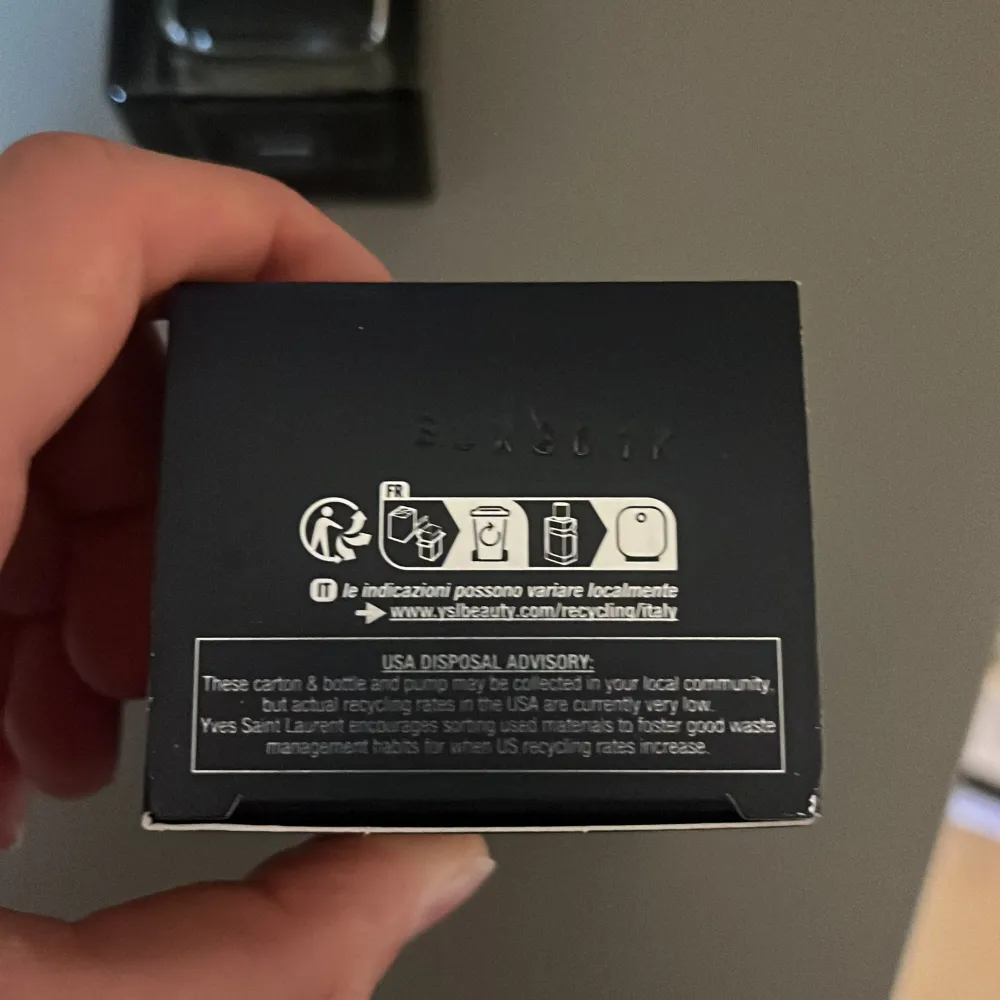 FR
IT le indicazioni possono variare localmente
www.yslbeauty.com/recycling/italy
USA DISPOSAL ADVISORY:
These carton & bottle and pump may be collected in your local community,
but actual recycling rates in the USA are currently very low.
Yves Saint Laurent encourages sorting used materials to foster good waste
management habits for when US recycling rates increase.